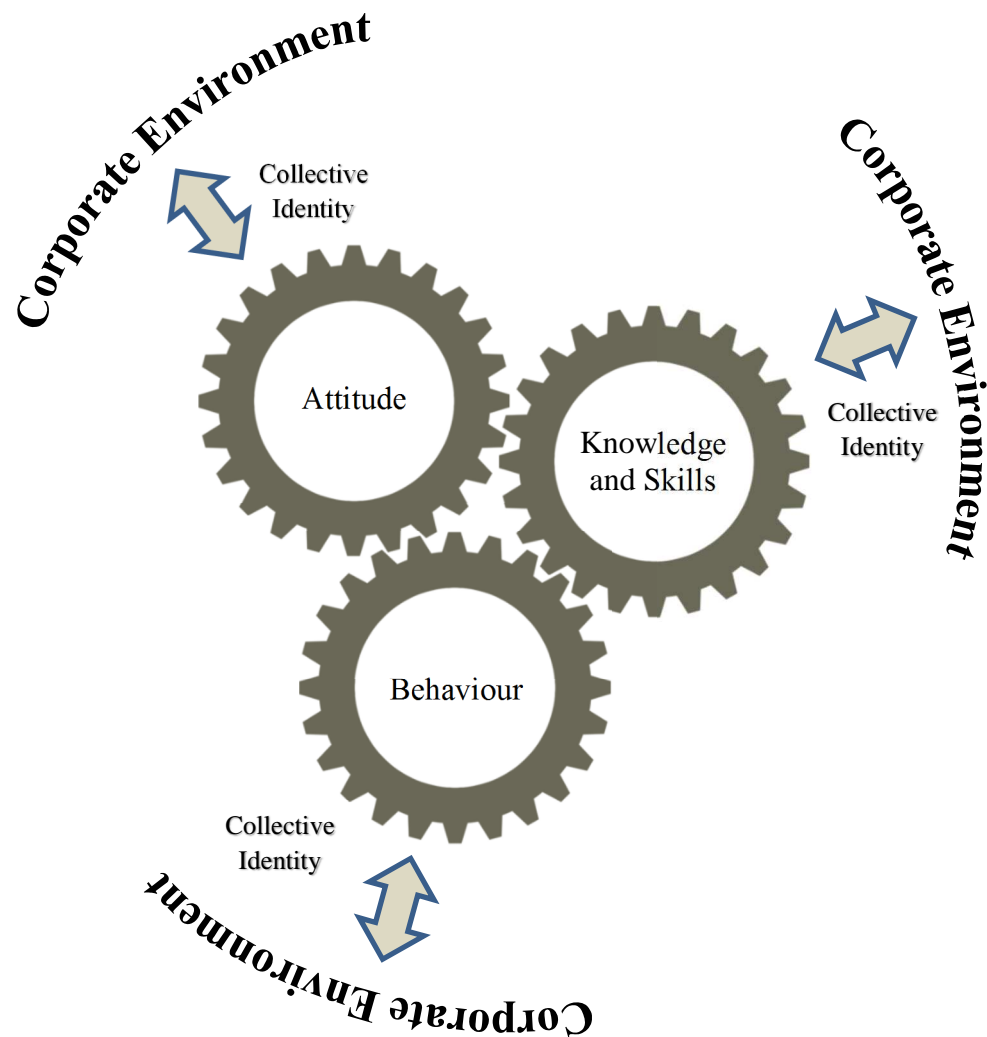 Corporate Environment
Collective
Identity
Attitude
Corporate Environment
Collective
Identity
Knowledge
and Skills
Behaviour
Collective
Identity
Corporate Environment